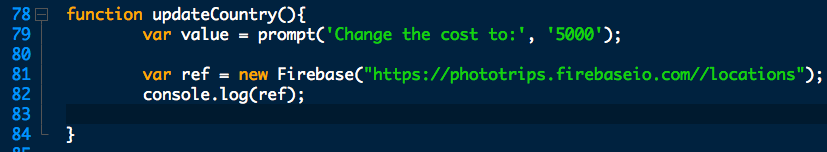 78 function updateCountry(){
79 var value = prompt('Change the cost to:', '5000');
80
81 var ref = new Firebase("https://phototrips.firebaseio.com//locations");
82 console.log(ref);
83
84 }
85